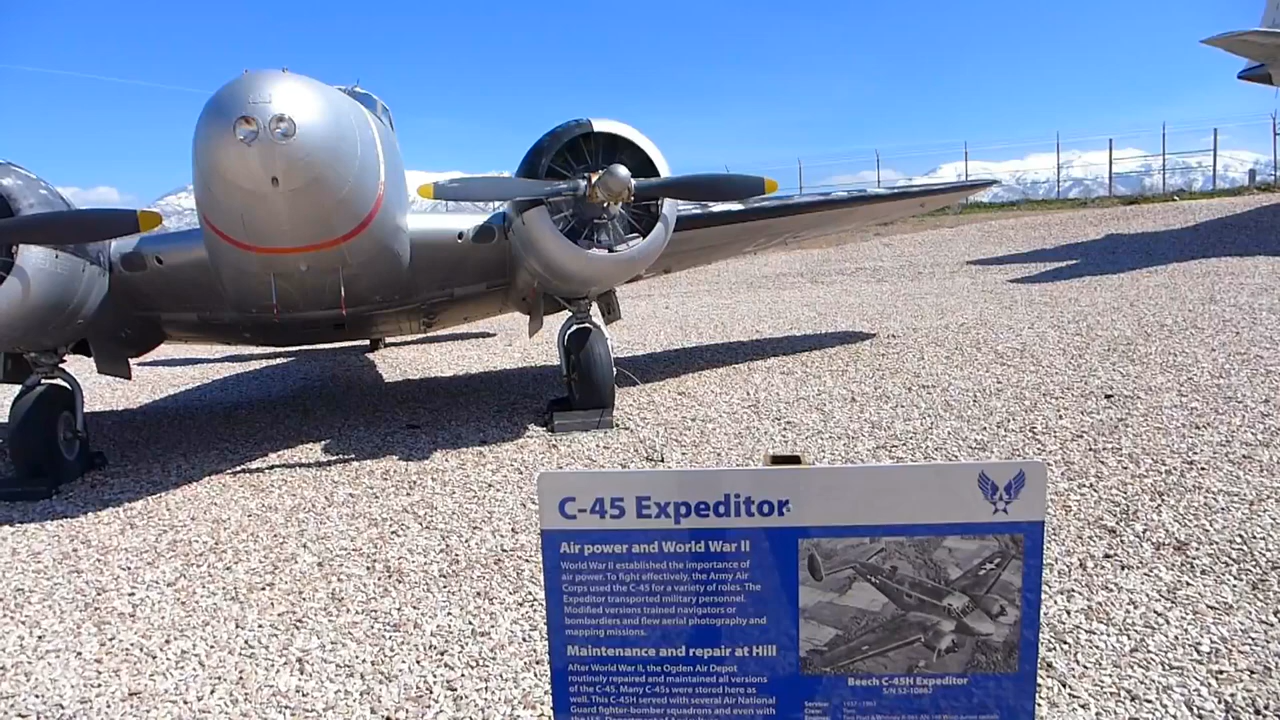 C-45 Expeditor
Air power and World War II
World War II established the importance of
air power. To fight effectively, the Army Air
Corps used the C-45 for a variety of roles. The
Expeditor transported military personnel.
Modified versions trained navigators or
bombardiers and flew aerial photography and
mapping missions.
Maintenance and repair at Hill
After World War II, the Ogden Air Depot
routinely repaired and maintained all versions
of the C-45. Many C-45s were stored here as
well. This C-45H served with several Air National
Guard fighter-bomber squadrons and even with
Beech C-45H Expeditor
S/N 52-10862
Service:
Crew:
Engines: